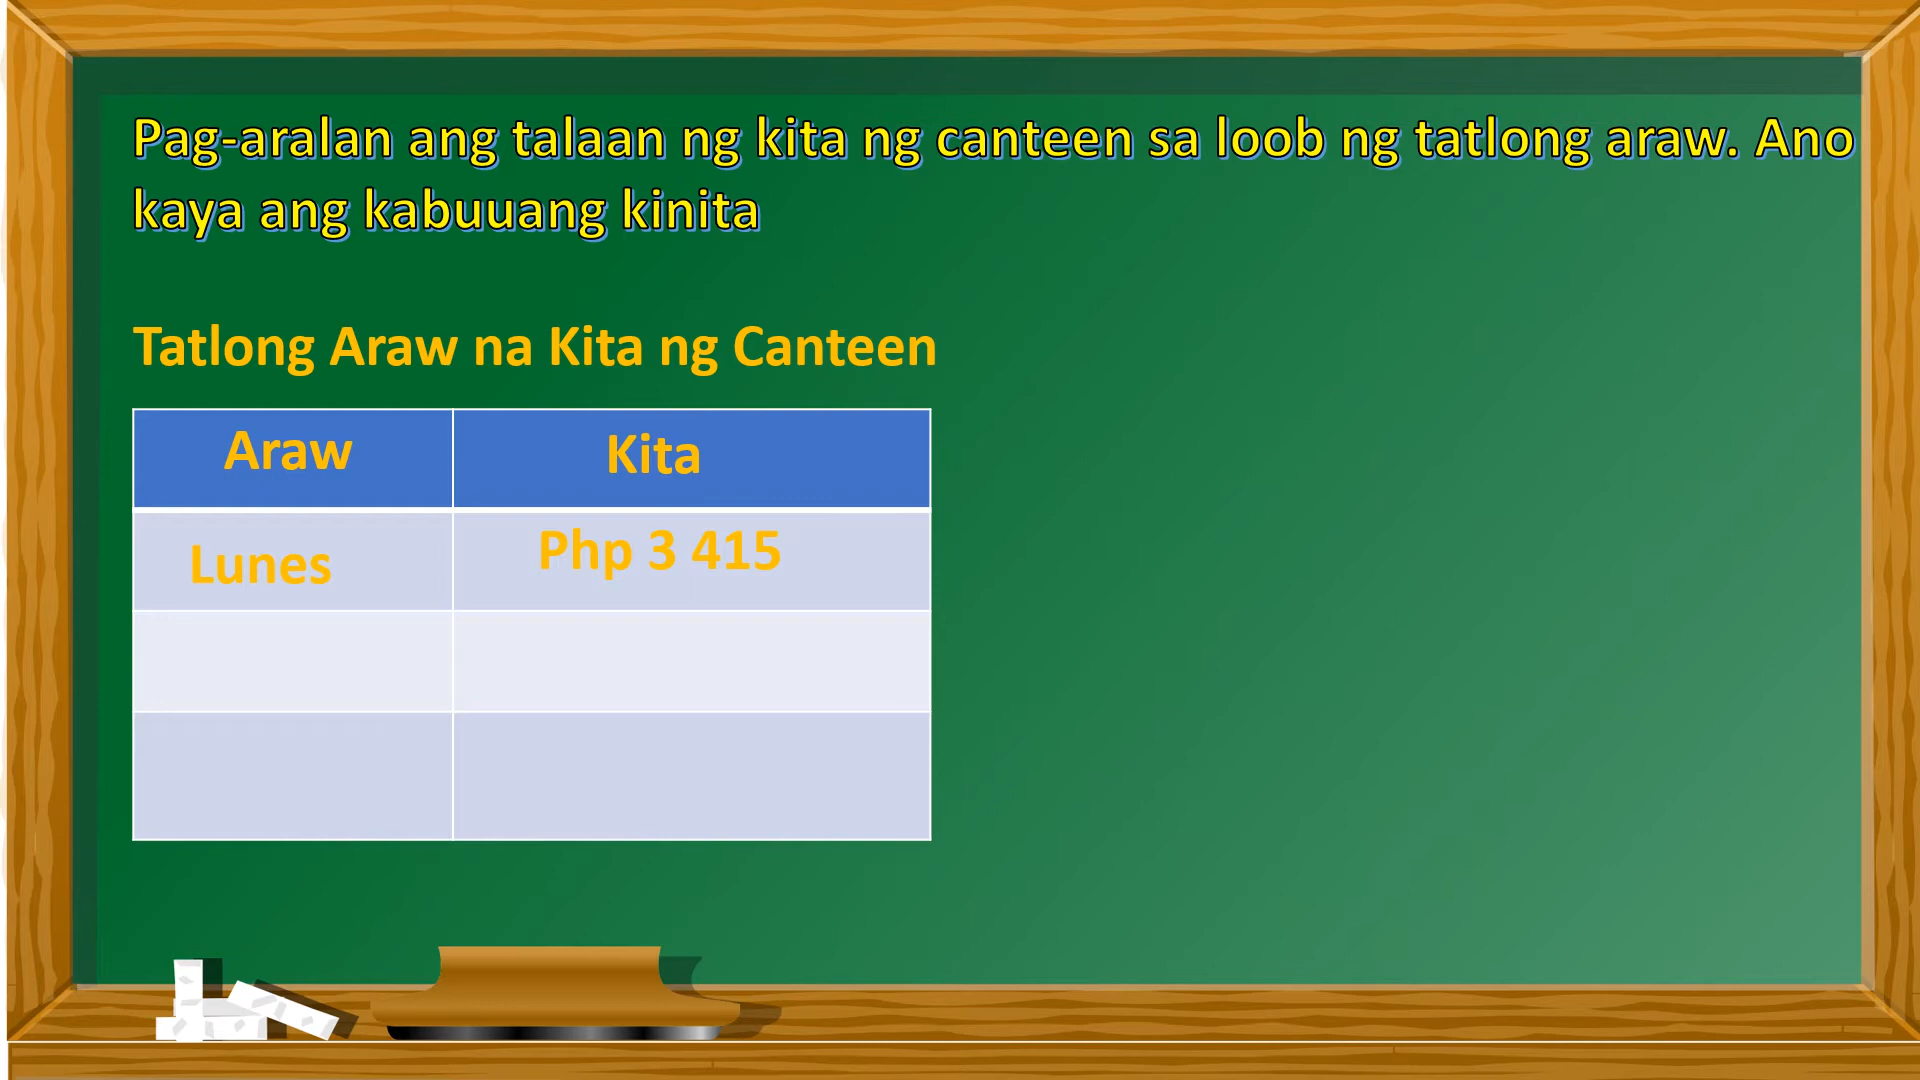 Pag-aralan ang talaan ng kita ng canteen sa loob ng tatlong araw. Ano
kaya ang kabuuang kinita
Tatlong Araw na Kita ng Canteen
Araw Kita
Lunes Php 3 415